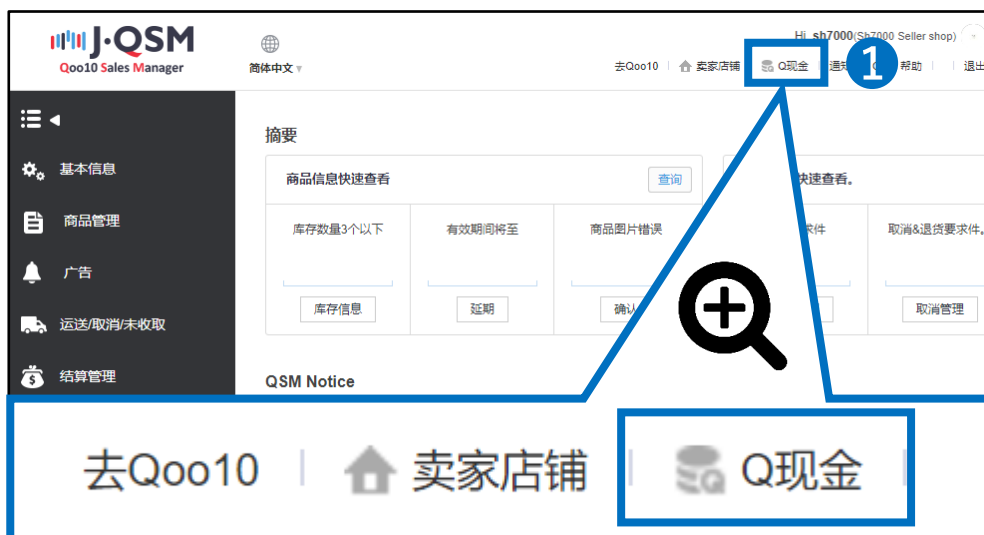 J·QSM
Qoo10 Sales Manager
简体中文
Hi sh7000(Sh7000 Seller shop)
去Qoo10 卖家店铺 Q现金 通知 帮助 退出
1
摘要
基本信息
商品管理
广告
运送/取消/未收取
结算管理
商品信息快速查看 查询
快速查看。
库存数量3个以下 有效期间将至 商品图片错误 求件 取消&退货要求件。
库存信息 延期 确认 取消管理
QSM Notice
去Qoo10 卖家店铺 Q现金